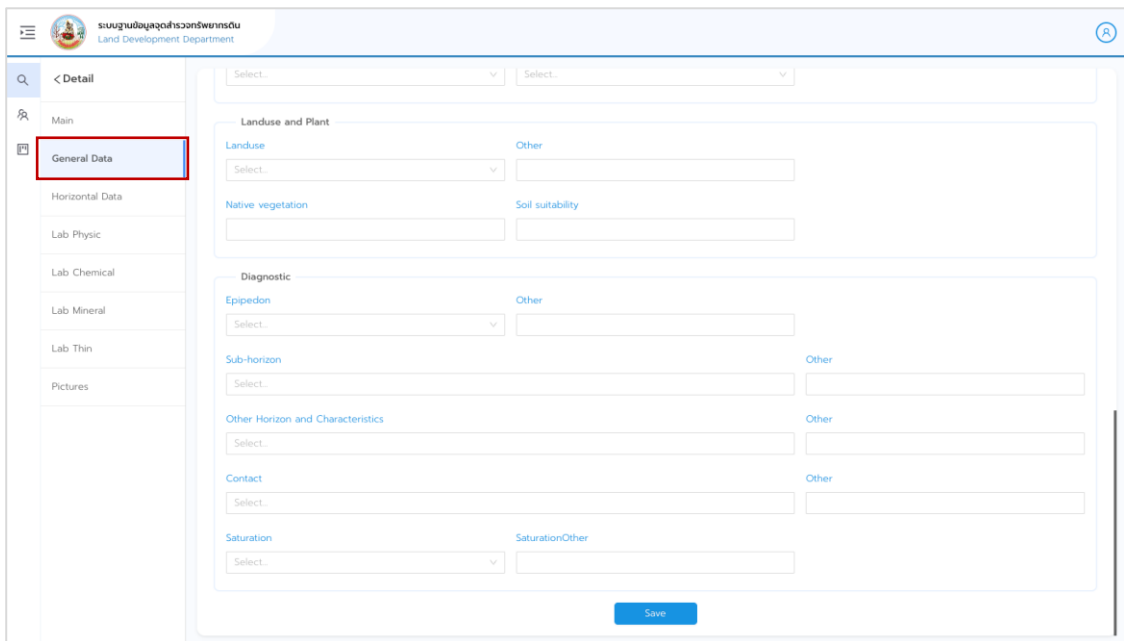 ระบบฐานข้อมูลจุดสำรวจทรัพยากรดิน
Land Development Department
< Detail
Main
General Data
Horizontal Data
Lab Physic
Lab Chemical
Lab Mineral
Lab Thin
Pictures
Select.. Select..
Landuse and Plant
Landuse Other
Select..
Native vegetation Soil suitability
Diagnostic
Epipedon Other
Select..
Sub-horizon Other
Select..
Other Horizon and Characteristics Other
Select..
Contact Other
Select..
Saturation SaturationOther
Select..
Save